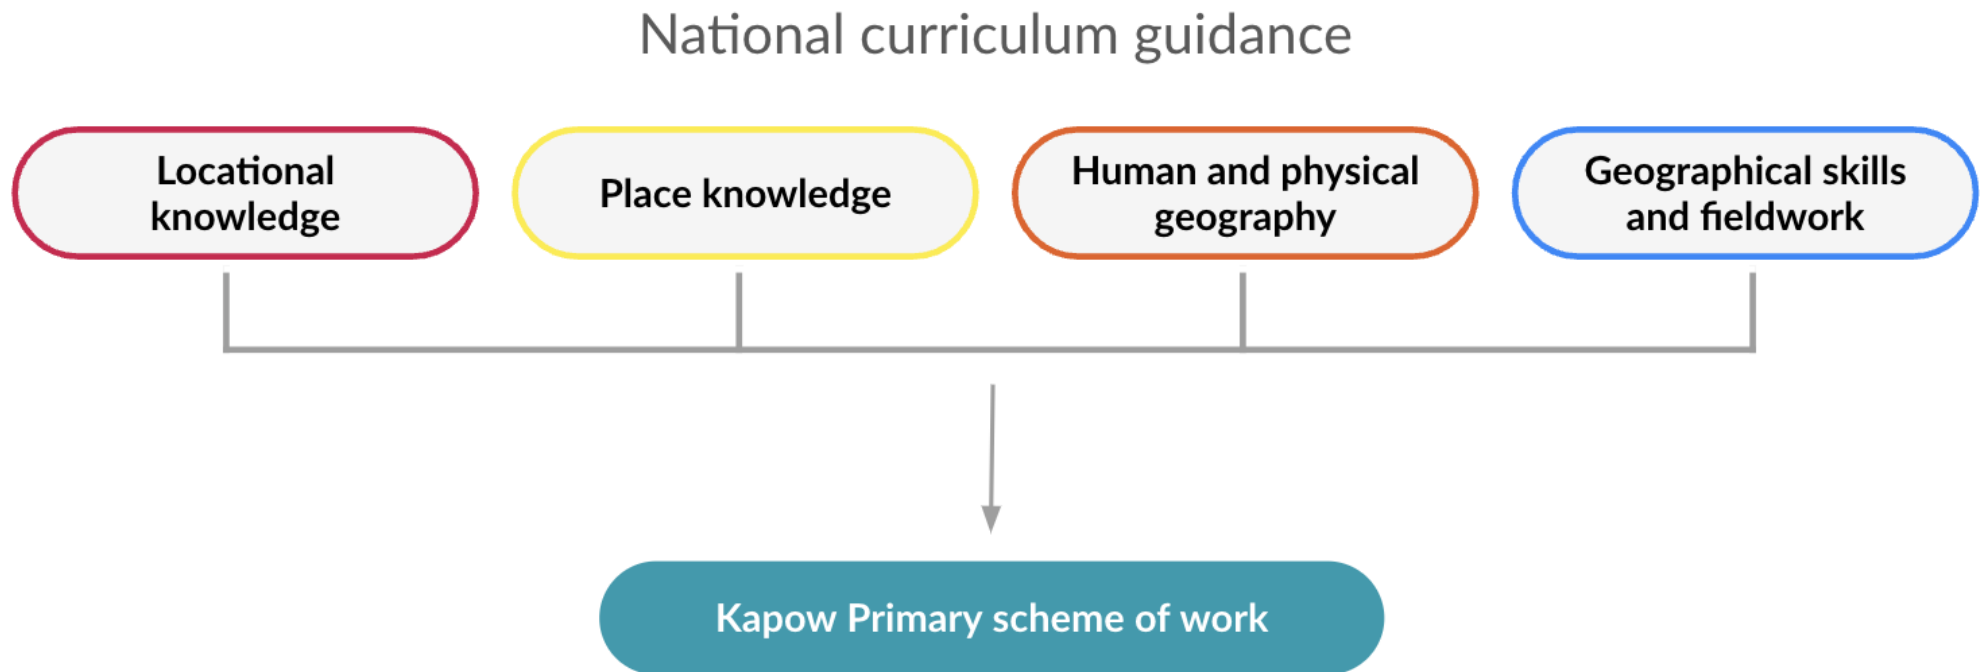 National curriculum guidance
Locational
knowledge
Place knowledge
Human and physical
geography
Geographical skills
and fieldwork
Kapow Primary scheme of work